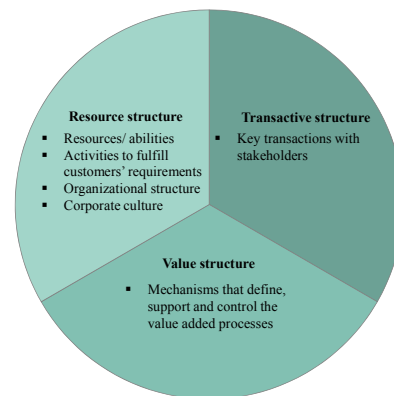 Resource structure
▪ Resources/ abilities
▪ Activities to fulfill
customers' requirements
▪ Organizational structure
▪ Corporate culture
Transactive structure
▪ Key transactions with
stakeholders
Value structure
▪ Mechanisms that define,
support and control the
value added processes